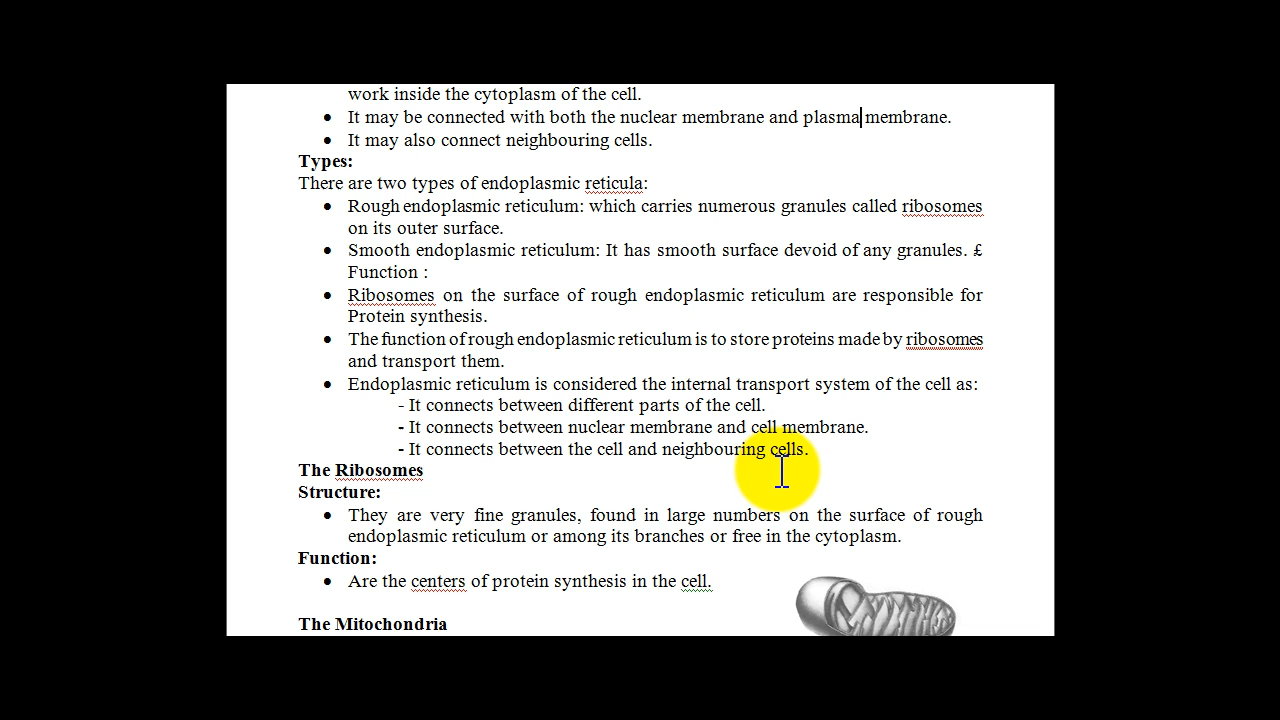 work inside the cytoplasm of the cell.
• It may be connected with both the nuclear membrane and plasma membrane.
• It may also connect neighbouring cells.
Types:
There are two types of endoplasmic reticula:
• Rough endoplasmic reticulum: which carries numerous granules called ribosomes
on its outer surface.
• Smooth endoplasmic reticulum: It has smooth surface devoid of any granules. £
Function :
• Ribosomes on the surface of rough endoplasmic reticulum are responsible for
Protein synthesis.
• The function of rough endoplasmic reticulum is to store proteins made by ribosomes
and transport them.
• Endoplasmic reticulum is considered the internal transport system of the cell as:
- It connects between different parts of the cell.
- It connects between nuclear membrane and cell membrane.
- It connects between the cell and neighbouring cells.
The Ribosomes
Structure:
• They are very fine granules, found in large numbers on the surface of rough
endoplasmic reticulum or among its branches or free in the cytoplasm.
Function:
• Are the centers of protein synthesis in the cell.
The Mitochondria